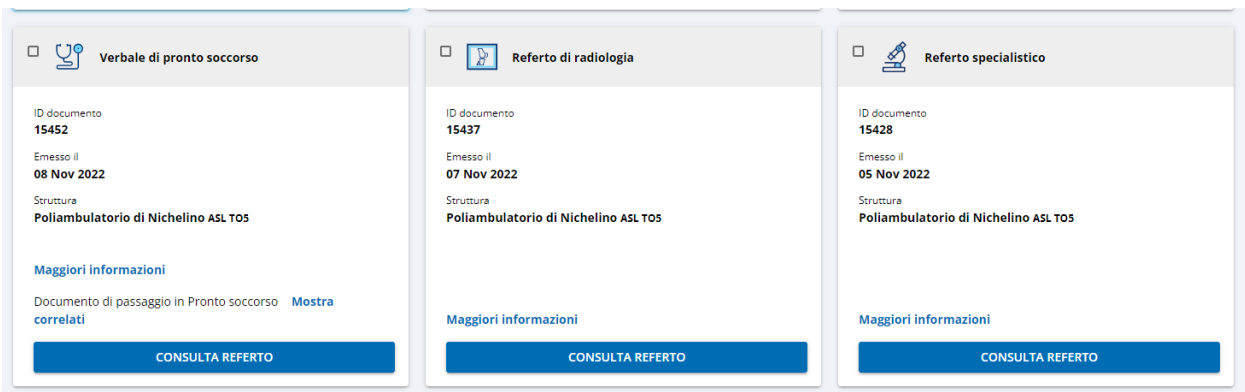 Verbale di pronto soccorso
ID documento
15452
Emesso il
08 Nov 2022
Struttura
Poliambulatorio di Nichelino ASL TO5
Maggiori informazioni
Documento di passaggio in Pronto soccorso Mostra
correlati
CONSULTA REFERTO
Referto di radiologia
ID documento
15437
Emesso il
07 Nov 2022
Struttura
Poliambulatorio di Nichelino ASL TO5
Maggiori informazioni
CONSULTA REFERTO
Referto specialistico
ID documento
15428
Emesso il
05 Nov 2022
Struttura
Poliambulatorio di Nichelino ASL TO5
Maggiori informazioni
CONSULTA REFERTO